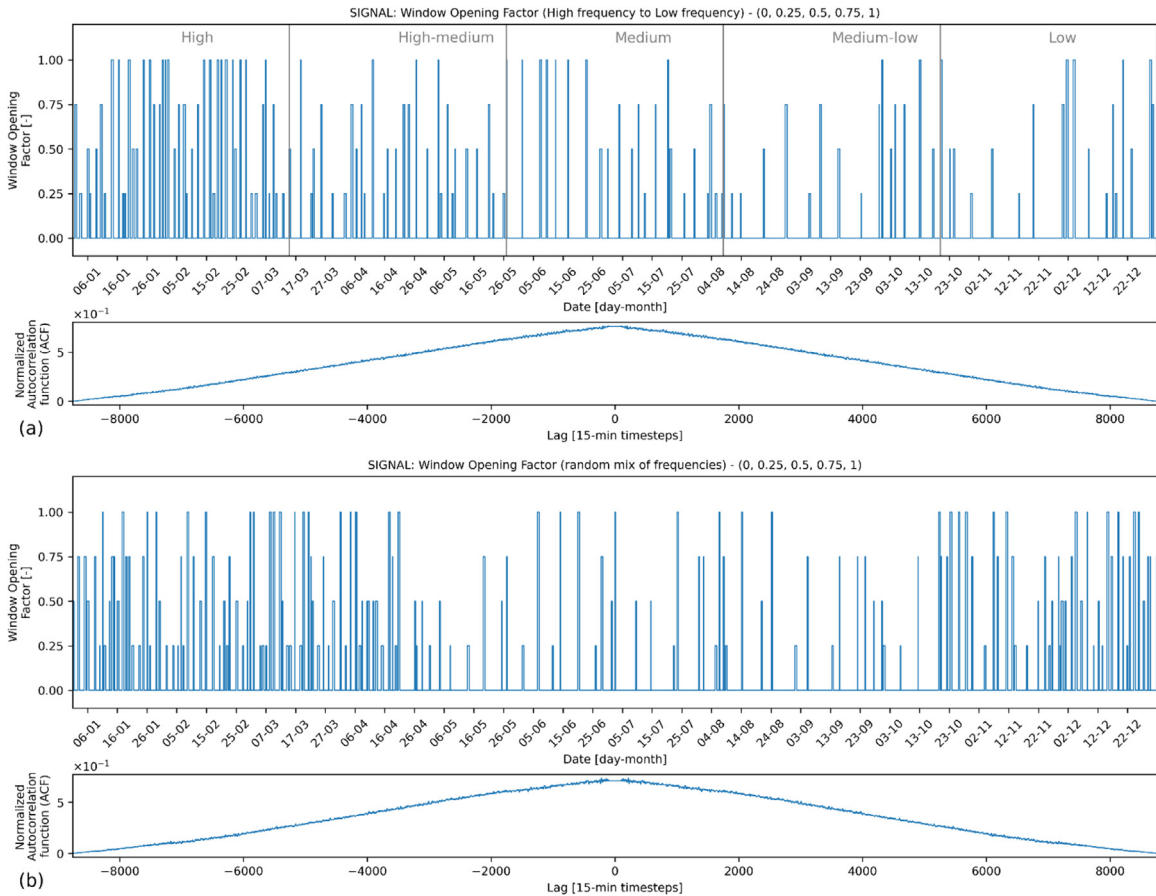 SIGNAL: Window Opening Factor (High frequency to Low frequency) - (0, 0.25, 0.5, 0.75, 1)
High High-medium Medium Medium-low Low
1.00
0.75
0.50
0.25
0.00
Window Opening
Factor [-]
06-01 16-01 26-01 05-02 15-02 25-02 07-03 17-03 27-03 06-04 16-04 26-04 06-05 16-05 26-05 05-06 15-06 25-06 05-07 15-07 25-07 04-08 14-08 24-08 03-09 13-09 23-09 03-10 13-10 23-10 02-11 12-11 22-11 02-12 12-12 22-12
Date [day-month]
×10⁻¹
5
0
Normalized
Autocorrelation
function (ACF)
−8000 −6000 −4000 −2000 0 2000 4000 6000 8000
Lag [15-min timesteps]
(a)
SIGNAL: Window Opening Factor (random mix of frequencies) - (0, 0.25, 0.5, 0.75, 1)
1.00
0.75
0.50
0.25
0.00
Window Opening
Factor [-]
06-01 16-01 26-01 05-02 15-02 25-02 07-03 17-03 27-03 06-04 16-04 26-04 06-05 16-05 26-05 05-06 15-06 25-06 05-07 15-07 25-07 04-08 14-08 24-08 03-09 13-09 23-09 03-10 13-10 23-10 02-11 12-11 22-11 02-12 12-12 22-12
Date [day-month]
×10⁻¹
5
0
Normalized
Autocorrelation
function (ACF)
−8000 −6000 −4000 −2000 0 2000 4000 6000 8000
Lag [15-min timesteps]
(b)